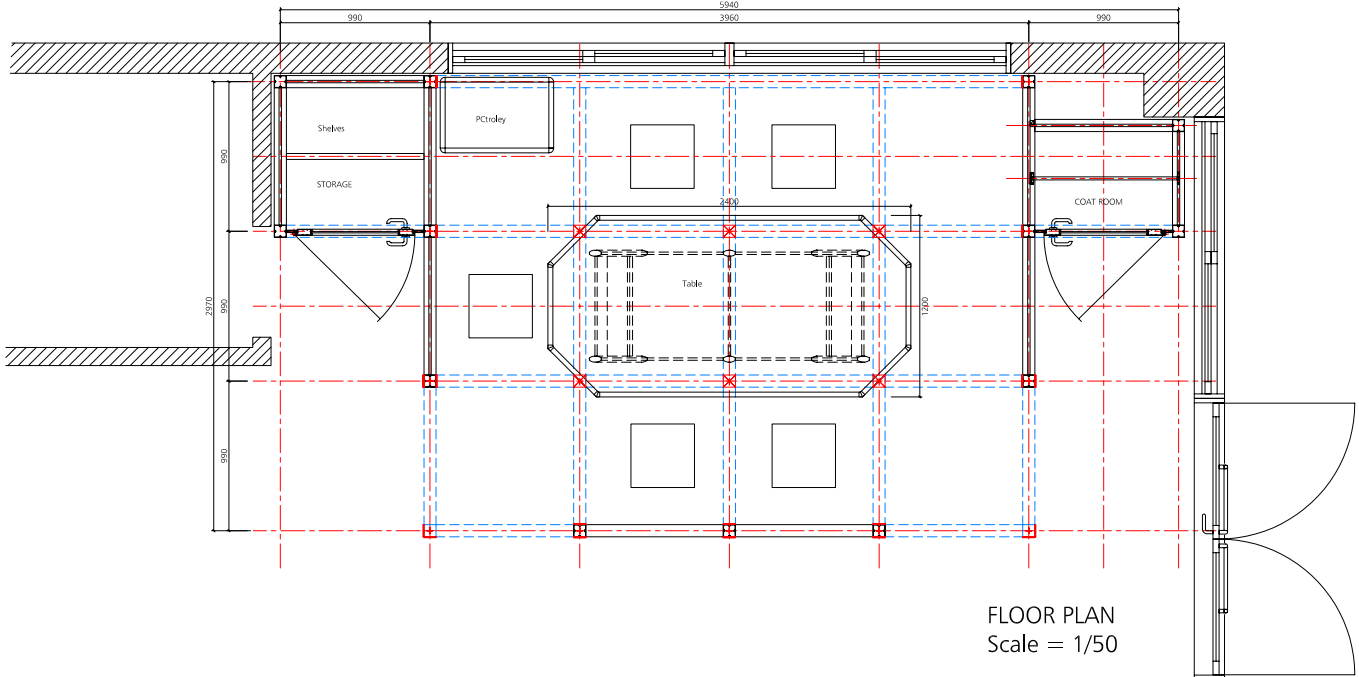 5940
990
3960
990
Shelves
PCtroley
990
STORAGE
COAT ROOM
2400
Table
2970
990
1200
990
FLOOR PLAN
Scale = 1/50